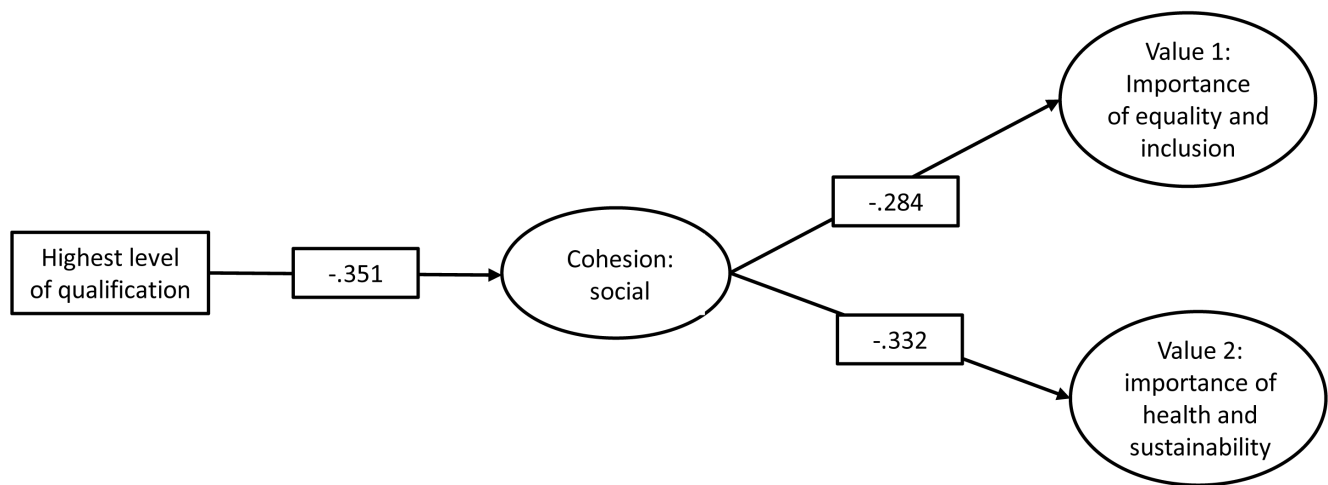 Highest level
of qualification
-.351
Cohesion:
social
-.284
-.332
Value 1:
Importance
of equality and
inclusion
Value 2:
importance of
health and
sustainability